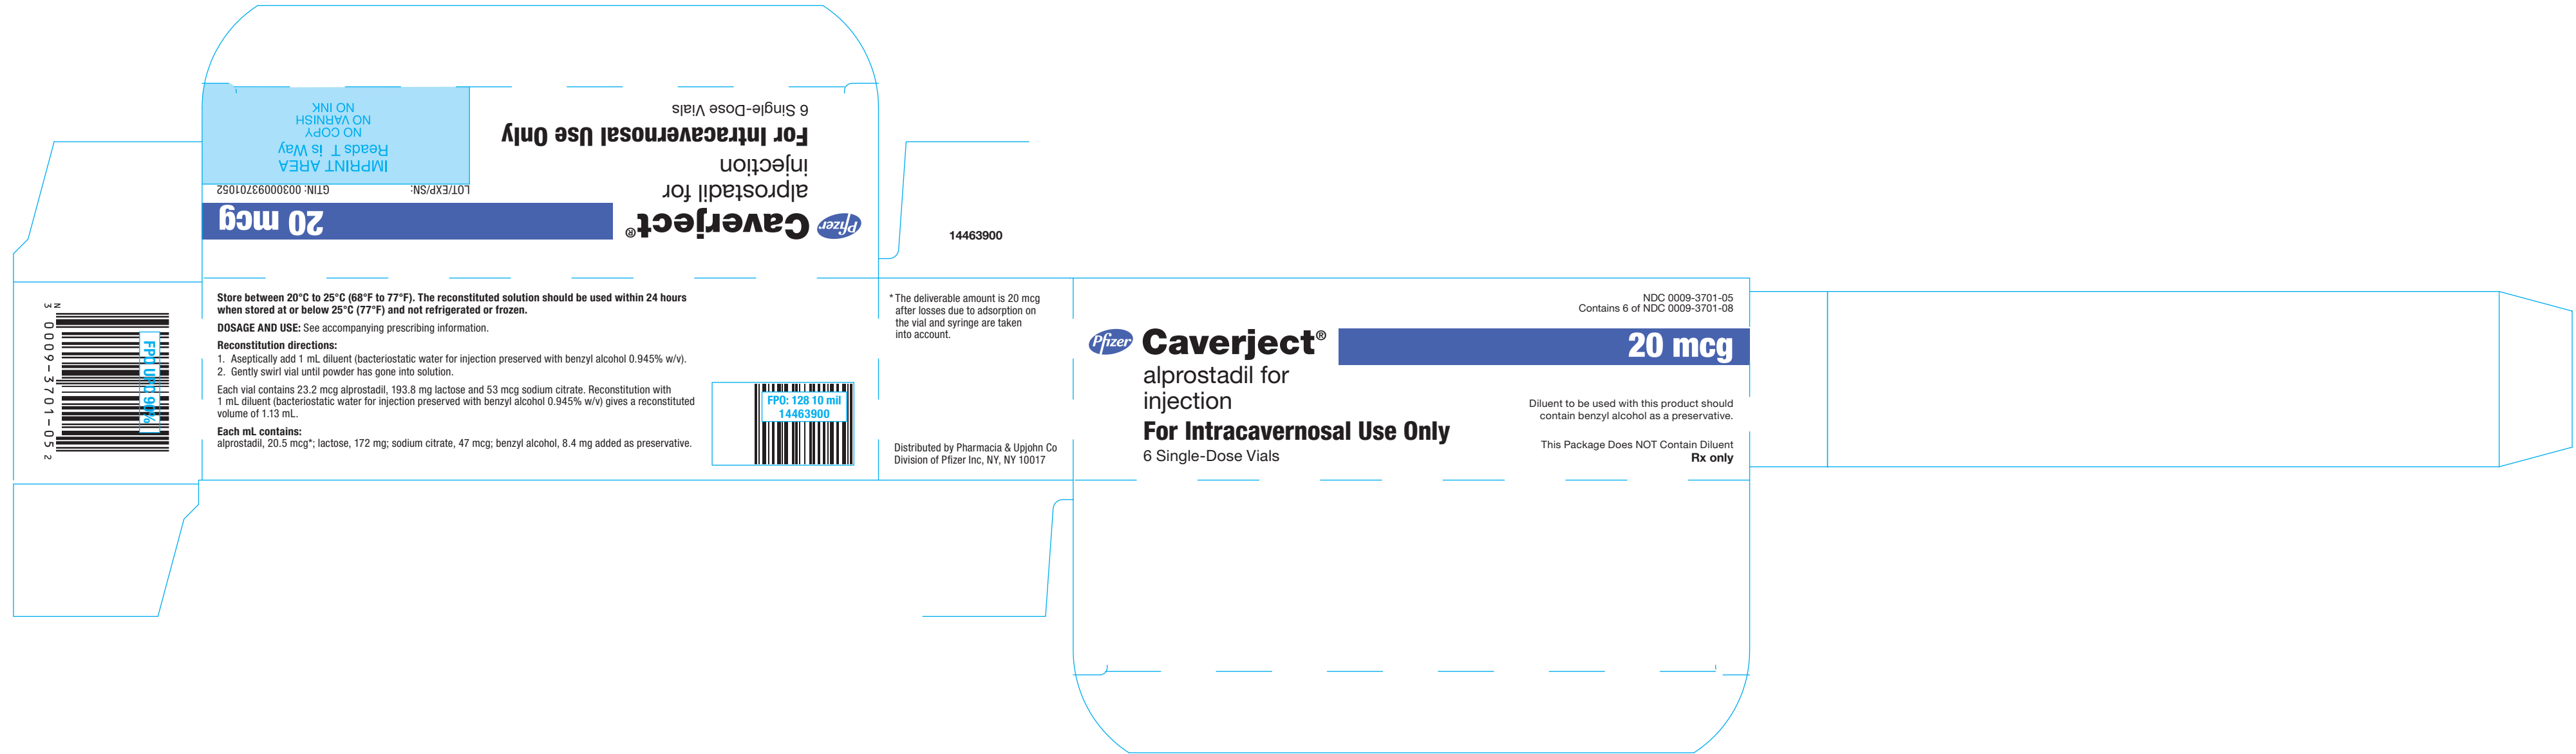 6 Single-Dose Vials
For Intracavernosal Use Only
injection
alprostadil for
Caverject®
Pfizer
20 mcg
LOT/EXP/SN:
GTIN: 00300093701052
IMPRINT AREA
Reads T is Way
NO COPY
NO VARNISH
NO INK
14463900
N
3 0009-3701-05 2
FPO UPC 90%
Store between 20°C to 25°C (68°F to 77°F). The reconstituted solution should be used within 24 hours
when stored at or below 25°C (77°F) and not refrigerated or frozen.
DOSAGE AND USE: See accompanying prescribing information.
Reconstitution directions:
1. Aseptically add 1 mL diluent (bacteriostatic water for injection preserved with benzyl alcohol 0.945% w/v).
2. Gently swirl vial until powder has gone into solution.
Each vial contains 23.2 mcg alprostadil, 193.8 mg lactose and 53 mcg sodium citrate. Reconstitution with
1 mL diluent (bacteriostatic water for injection preserved with benzyl alcohol 0.945% w/v) gives a reconstituted
volume of 1.13 mL.
Each mL contains:
alprostadil, 20.5 mcg*; lactose, 172 mg; sodium citrate, 47 mcg; benzyl alcohol, 8.4 mg added as preservative.
FPO: 128 10 mil
14463900
* The deliverable amount is 20 mcg
after losses due to adsorption on
the vial and syringe are taken
into account.
Distributed by Pharmacia & Upjohn Co
Division of Pfizer Inc, NY, NY 10017
NDC 0009-3701-05
Contains 6 of NDC 0009-3701-08
Pfizer
Caverject®
20 mcg
alprostadil for
injection
For Intracavernosal Use Only
6 Single-Dose Vials
Diluent to be used with this product should
contain benzyl alcohol as a preservative.
This Package Does NOT Contain Diluent
Rx only